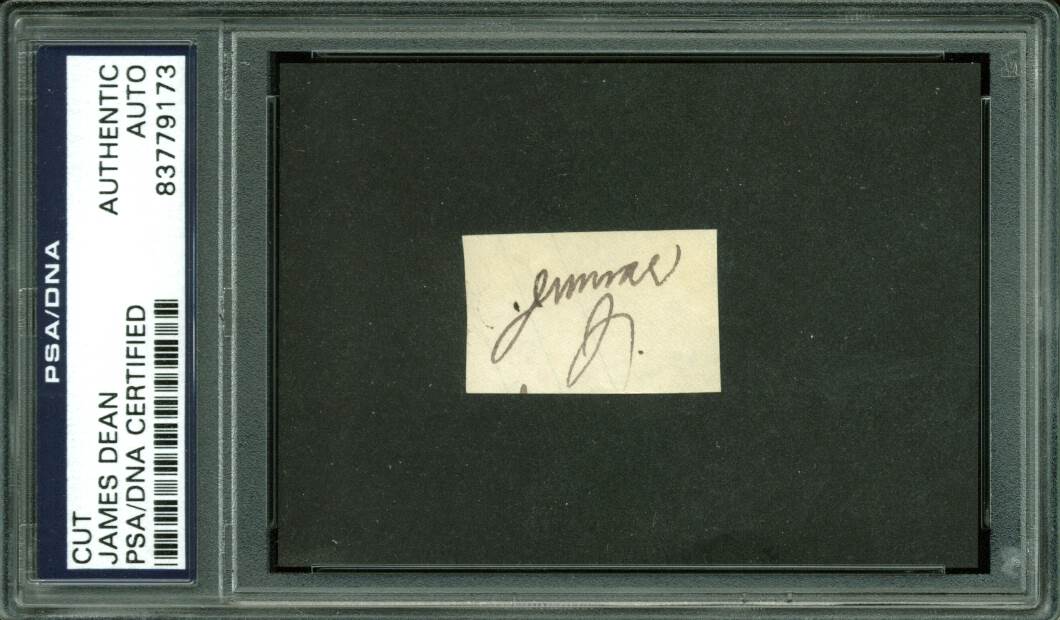 PSA/DNA
CUT AUTHENTIC
JAMES DEAN AUTO
PSA/DNA CERTIFIED 83779173